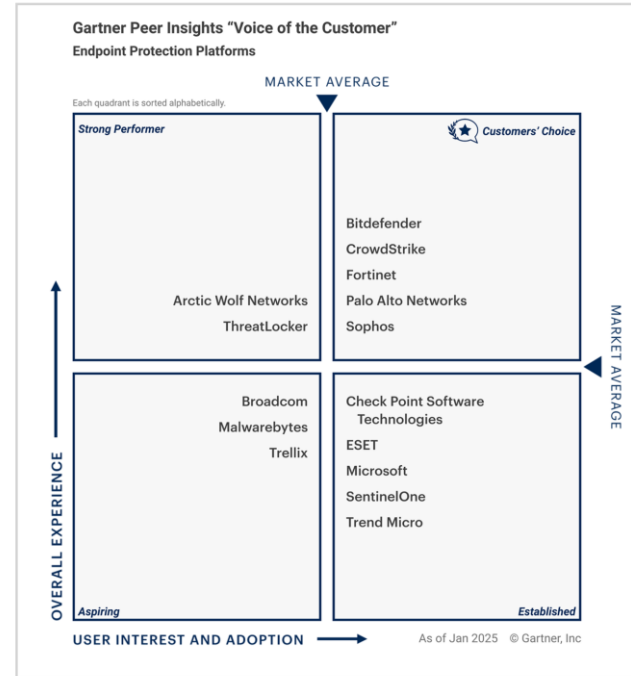 Gartner Peer Insights “Voice of the Customer”
Endpoint Protection Platforms
MARKET AVERAGE
Each quadrant is sorted alphabetically.
Strong Performer
Customers’ Choice
Arctic Wolf Networks
ThreatLocker
Bitdefender
CrowdStrike
Fortinet
Palo Alto Networks
Sophos
MARKET AVERAGE
Broadcom
Malwarebytes
Trellix
Check Point Software
Technologies
ESET
Microsoft
SentinelOne
Trend Micro
Aspiring
Established
OVERALL EXPERIENCE
USER INTEREST AND ADOPTION
As of Jan 2025 © Gartner, Inc